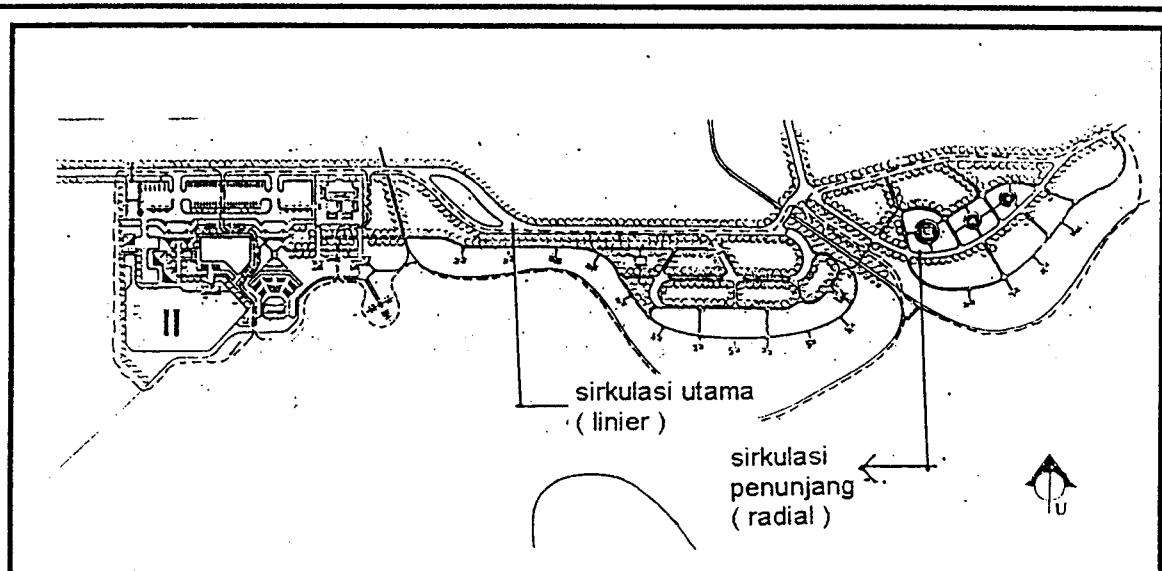 II
sirkulasi utama
( linier )
sirkulasi
penunjang
( radial )
U